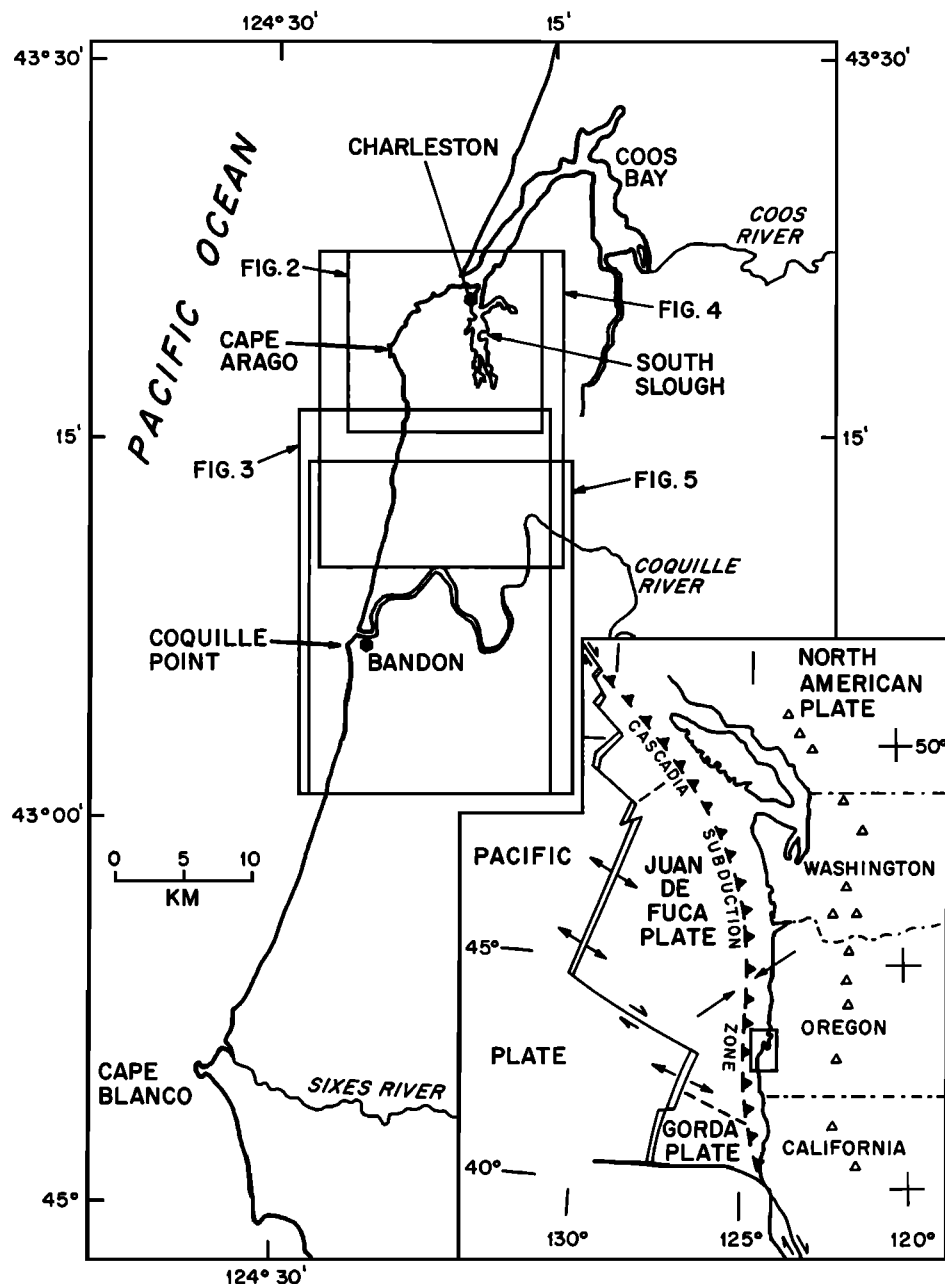 124° 30'
15'
43° 30'
43° 30'
PACIFIC OCEAN
CHARLESTON
COOS
BAY
COOS
RIVER
FIG. 2
FIG. 4
CAPE
ARAGO
SOUTH
SLOUGH
15'
15'
FIG. 3
FIG. 5
COQUILLE
RIVER
COQUILLE
POINT
BANDON
43° 00'
0 5 10
KM
CAPE
BLANCO
SIXES RIVER
45°
124° 30'
NORTH
AMERICAN
PLATE
50°
CASCADIA
SUBDUCTION
ZONE
PACIFIC
PLATE
JUAN
DE
FUCA
PLATE
WASHINGTON
45°
OREGON
GORDA
PLATE
CALIFORNIA
40°
130°
125°
120°